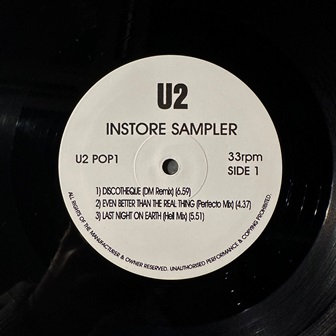 U2
INSTORE SAMPLER
U2 POP1
33rpm
SIDE 1
1) DISCOTHEQUE (DM Remix) (6.59)
2) EVEN BETTER THAN THE REAL THING (Perfecto Mix) (4.37)
3) LAST NIGHT ON EARTH (Hell Mix) (5.51)
ALL RIGHTS OF THE MANUFACTURER & OWNER RESERVED. UNAUTHORISED PERFORMANCE & COPYING PROHIBITED.